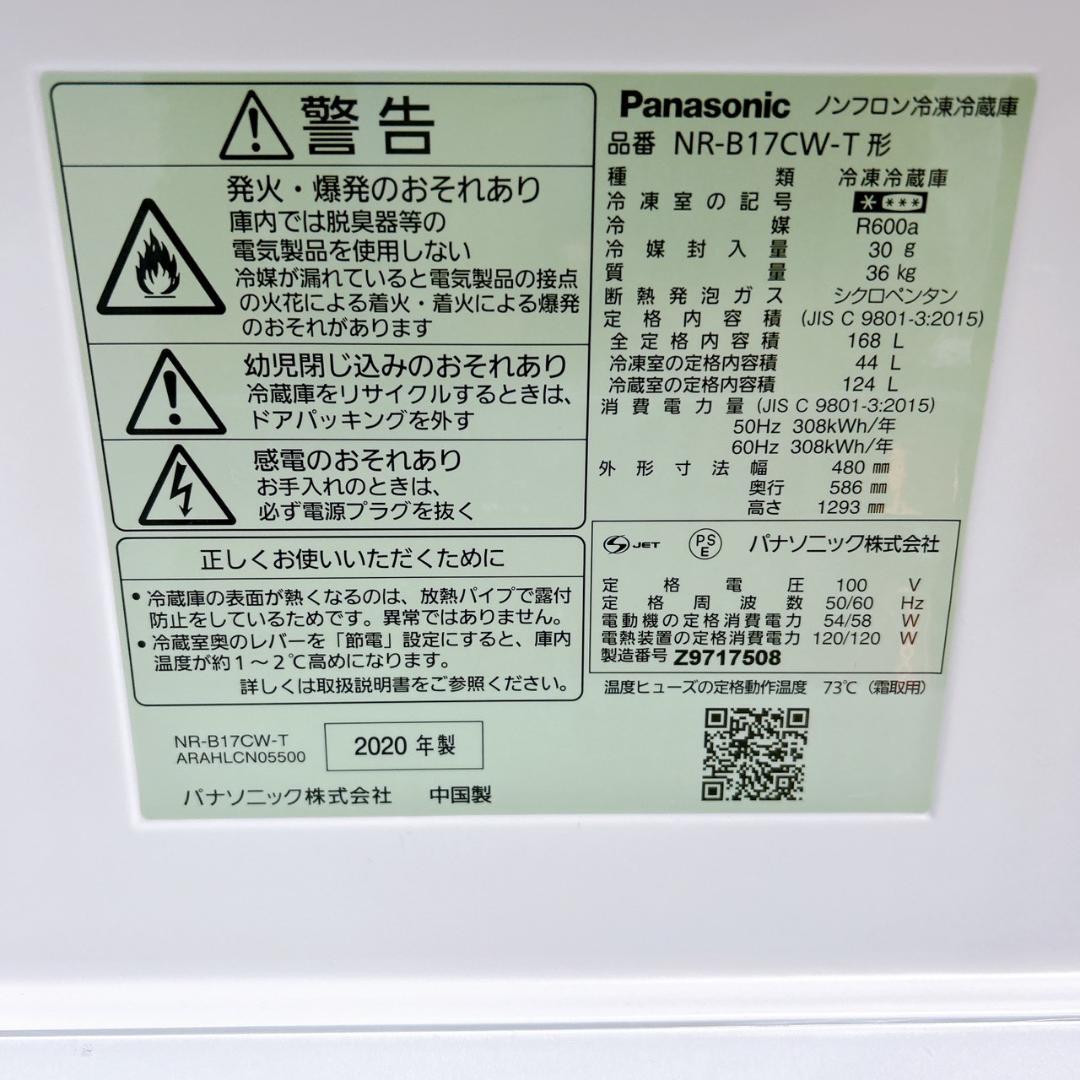 警告
発火・爆発のおそれあり
庫内では脱臭器等の
電気製品を使用しない
冷媒が漏れていると電気製品の接点
の火花による着火・着火による爆発
のおそれがあります
幼児閉じ込みのおそれあり
冷蔵庫をリサイクルするときは、
ドアパッキングを外す
感電のおそれあり
お手入れのときは、
必ず電源プラグを抜く
正しくお使いいただくために
• 冷蔵庫の表面が熱くなるのは、放熱パイプで露付
防止をしているためです。異常ではありません。
• 冷蔵室奥のレバーを「節電」設定にすると、庫内
温度が約1～2℃高めになります。
詳しくは取扱説明書をご参照ください。
NR-B17CW-T
ARAHLCN05500
2020 年製
パナソニック株式会社 中国製
Panasonic ノンフロン冷凍冷蔵庫
品番 NR-B17CW-T 形
種類 冷凍冷蔵庫
冷凍室の記号 * ***
冷媒 R600a
冷媒封入量 30 g
質量 36 kg
断熱発泡ガス シクロペンタン
定格内容積 (JIS C 9801-3:2015)
全定格内容積 168 L
冷凍室の定格内容積 44 L
冷蔵室の定格内容積 124 L
消費電力量 (JIS C 9801-3:2015)
50Hz 308kWh/年
60Hz 308kWh/年
外形寸法 幅 480 mm
奥行 586 mm
高さ 1293 mm
S JET PSE パナソニック株式会社
定格電圧 100 V
定格周波数 50/60 Hz
電動機の定格消費電力 54/58 W
電熱装置の定格消費電力 120/120 W
製造番号 Z9717508
温度ヒューズの定格動作温度 73℃（霜取用）